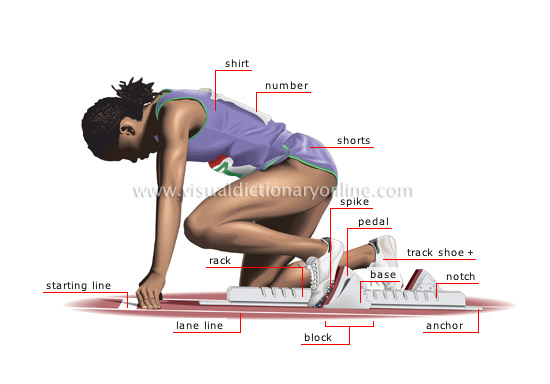 shirt
number
shorts
www.visualdictionaryonline.com
spike
pedal
track shoe +
rack
base
notch
starting line
lane line
anchor
block